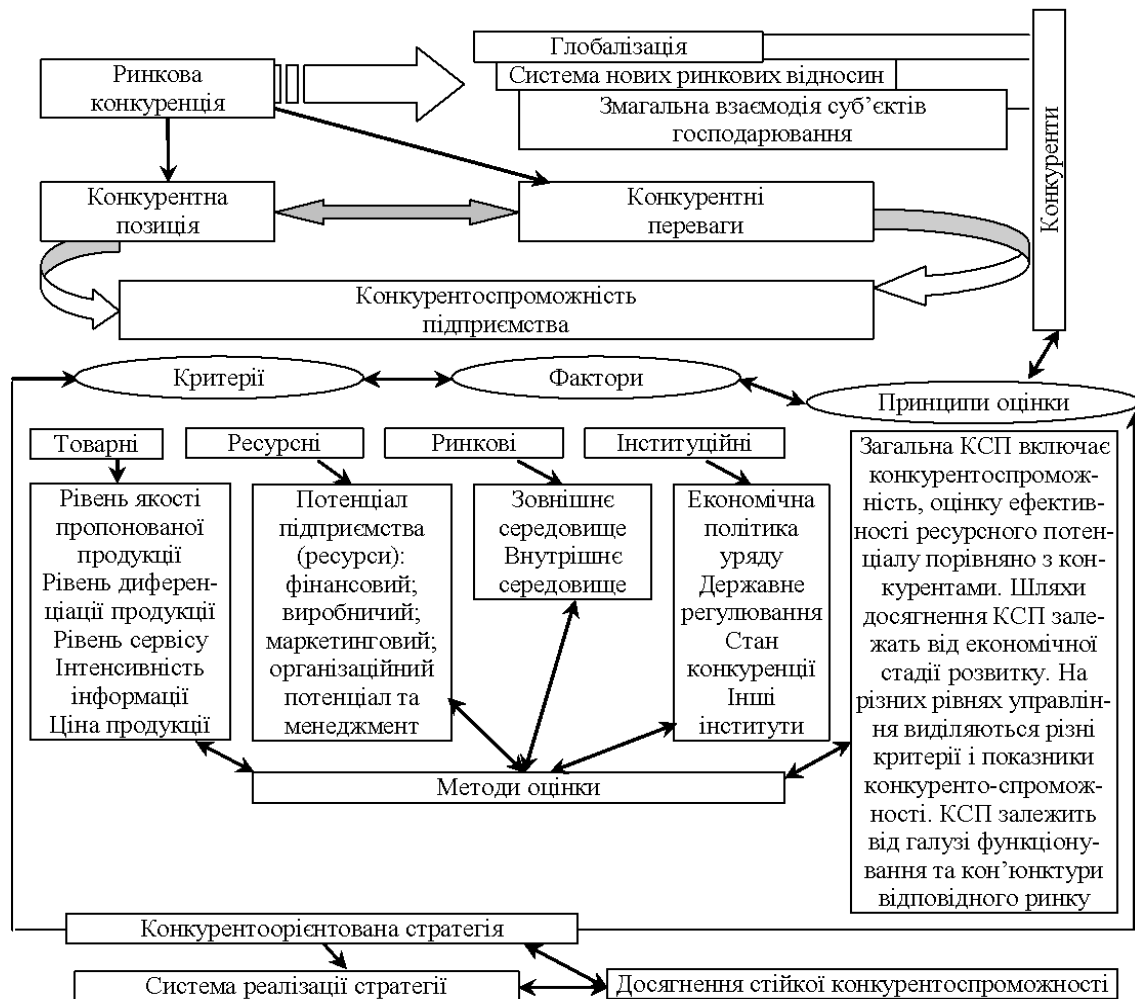 Глобалізація
Ринкова
конкуренція
Система нових ринкових відносин
Змагальна взаємодія суб’єктів
господарювання
Конкуренти
Конкурентна
позиція
Конкурентні
переваги
Конкурентоспроможність
підприємства
Критерії
Фактори
Принципи оцінки
Товарні
Ресурсні
Ринкові
Інституційні
Рівень якості
пропонованої
продукції
Рівень диферен-
ціації продукції
Рівень сервісу
Інтенсивність
інформації
Ціна продукції
Потенціал
підприємства
(ресурси):
фінансовий;
виробничий;
маркетинговий;
організаційний
потенціал та
менеджмент
Зовнішнє
середовище
Внутрішнє
середовище
Економічна
політика
уряду
Державне
регулювання
Стан
конкуренції
Інші
інститути
Загальна КСП включає
конкурентоспромож-
ність, оцінку ефектив-
ності ресурсного потен-
ціалу порівняно з кон-
курентами. Шляхи
досягнення КСП зале-
жать від економічної
стадії розвитку. На
різних рівнях управлін-
ня виділяються різні
критерії і показники
конкуренто-спромож-
ності. КСП залежить
від галузі функціону-
вання та кон’юнктури
відповідного ринку
Методи оцінки
Конкурентоорієнтована стратегія
Система реалізації стратегії
Досягнення стійкої конкурентоспроможності